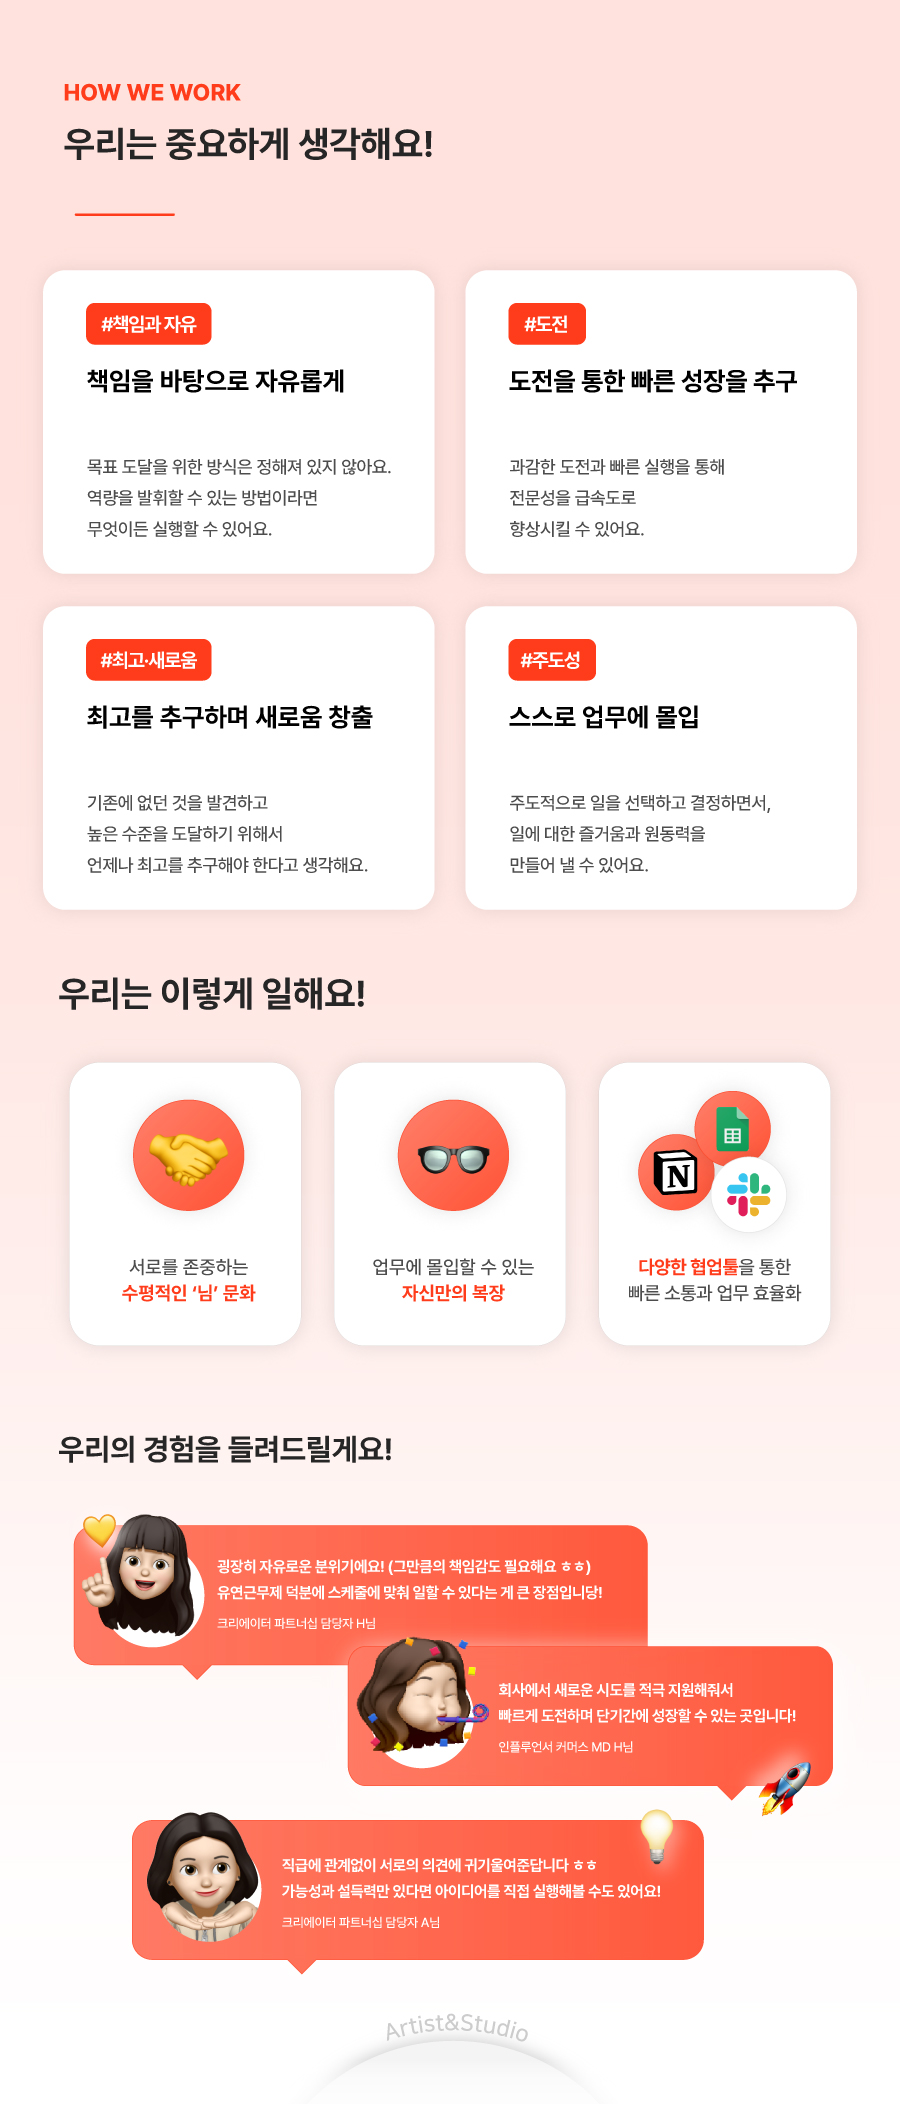 HOW WE WORK
우리는 중요하게 생각해요!
#책임과 자유
책임을 바탕으로 자유롭게
목표 도달을 위한 방식은 정해져 있지 않아요.
역량을 발휘할 수 있는 방법이라면
무엇이든 실행할 수 있어요.
#도전
도전을 통한 빠른 성장을 추구
과감한 도전과 빠른 실행을 통해
전문성을 급속도로
향상시킬 수 있어요.
#최고·새로움
최고를 추구하며 새로움 창출
기존에 없던 것을 발견하고
높은 수준을 도달하기 위해서
언제나 최고를 추구해야 한다고 생각해요.
#주도성
스스로 업무에 몰입
주도적으로 일을 선택하고 결정하면서,
일에 대한 즐거움과 원동력을
만들어 낼 수 있어요.
우리는 이렇게 일해요!
서로를 존중하는
수평적인 ‘님’ 문화
업무에 몰입할 수 있는
자신만의 복장
N
다양한 협업툴을 통한
빠른 소통과 업무 효율화
우리의 경험을 들려드릴게요!
굉장히 자유로운 분위기에요! (그만큼의 책임감도 필요해요 ㅎㅎ)
유연근무제 덕분에 스케줄에 맞춰 일할 수 있다는 게 큰 장점입니당!
크리에이터 파트너십 담당자 H님
회사에서 새로운 시도를 적극 지원해줘서
빠르게 도전하며 단기간에 성장할 수 있는 곳입니다!
인플루언서 커머스 MD H님
직급에 관계없이 서로의 의견에 귀기울여준답니다 ㅎㅎ
가능성과 설득력만 있다면 아이디어를 직접 실행해볼 수도 있어요!
크리에이터 파트너십 담당자 A님
Artist&Studio